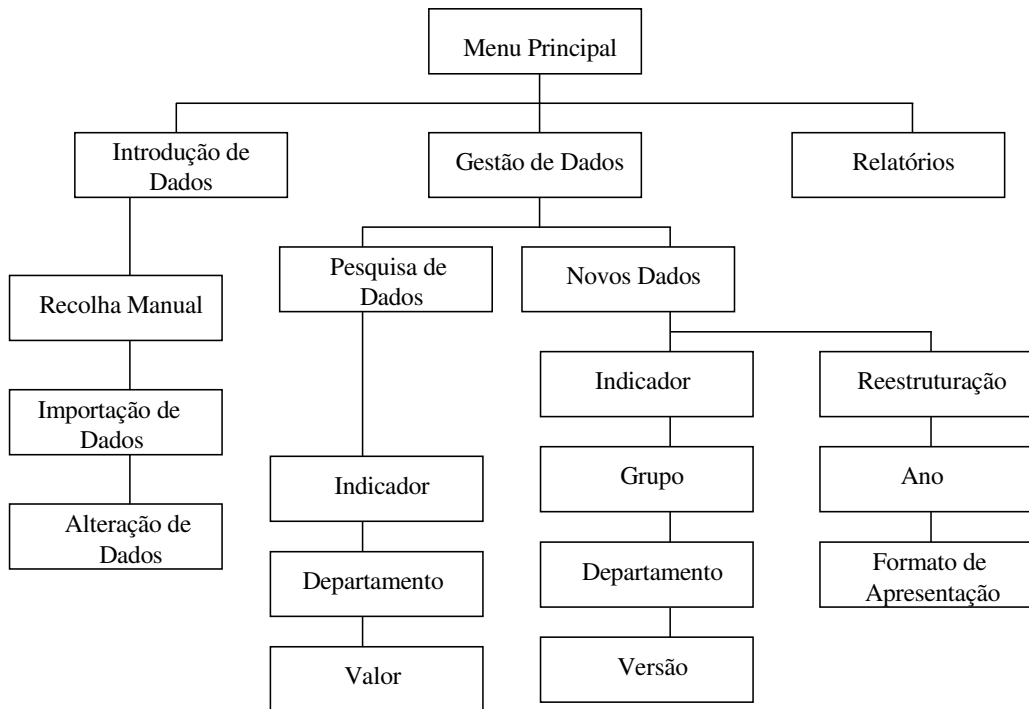 Menu Principal
Introdução de
Dados
Gestão de Dados
Relatórios
Pesquisa de
Dados
Novos Dados
Recolha Manual
Indicador
Reestruturação
Importação de
Dados
Grupo
Ano
Indicador
Alteração de
Dados
Departamento
Departamento
Formato de
Apresentação
Valor
Versão